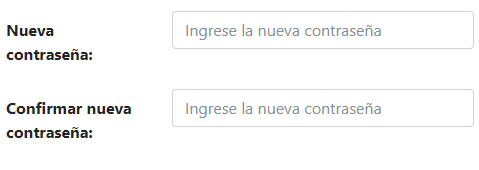 Nueva
contraseña:
Ingrese la nueva contraseña
Confirmar nueva
contraseña:
Ingrese la nueva contraseña